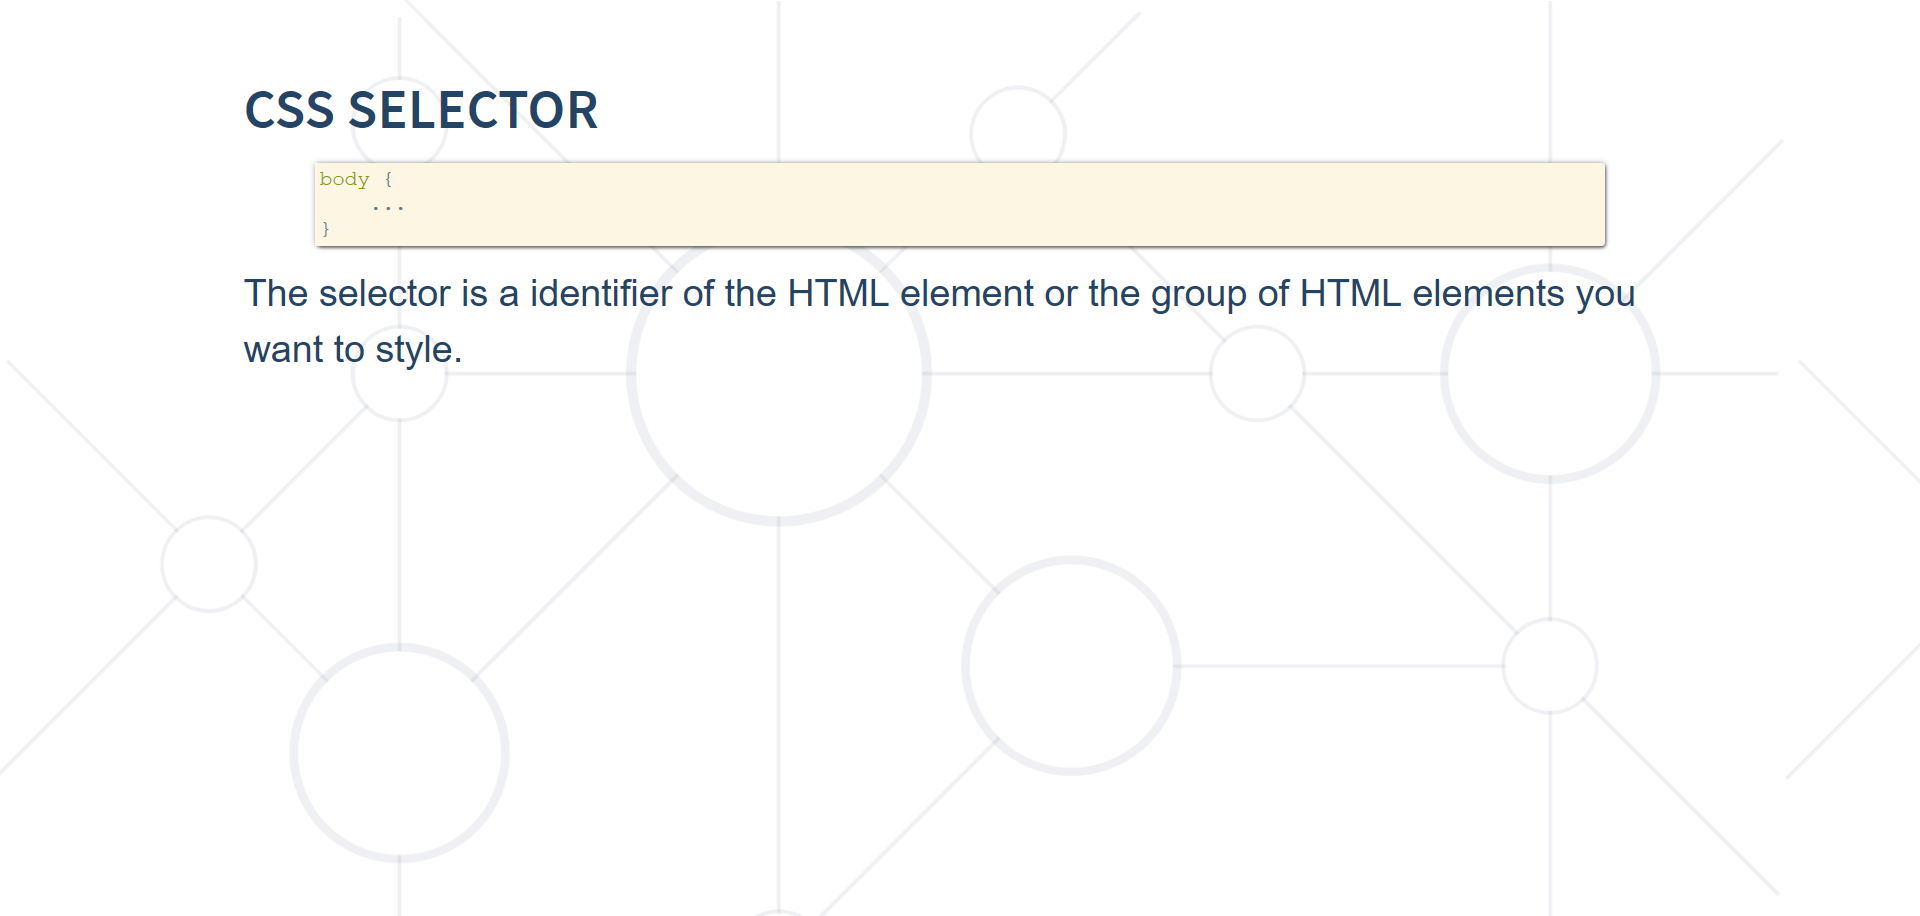 CSS SELECTOR
body {
    ...
}
The selector is a identifier of the HTML element or the group of HTML elements you
want to style.